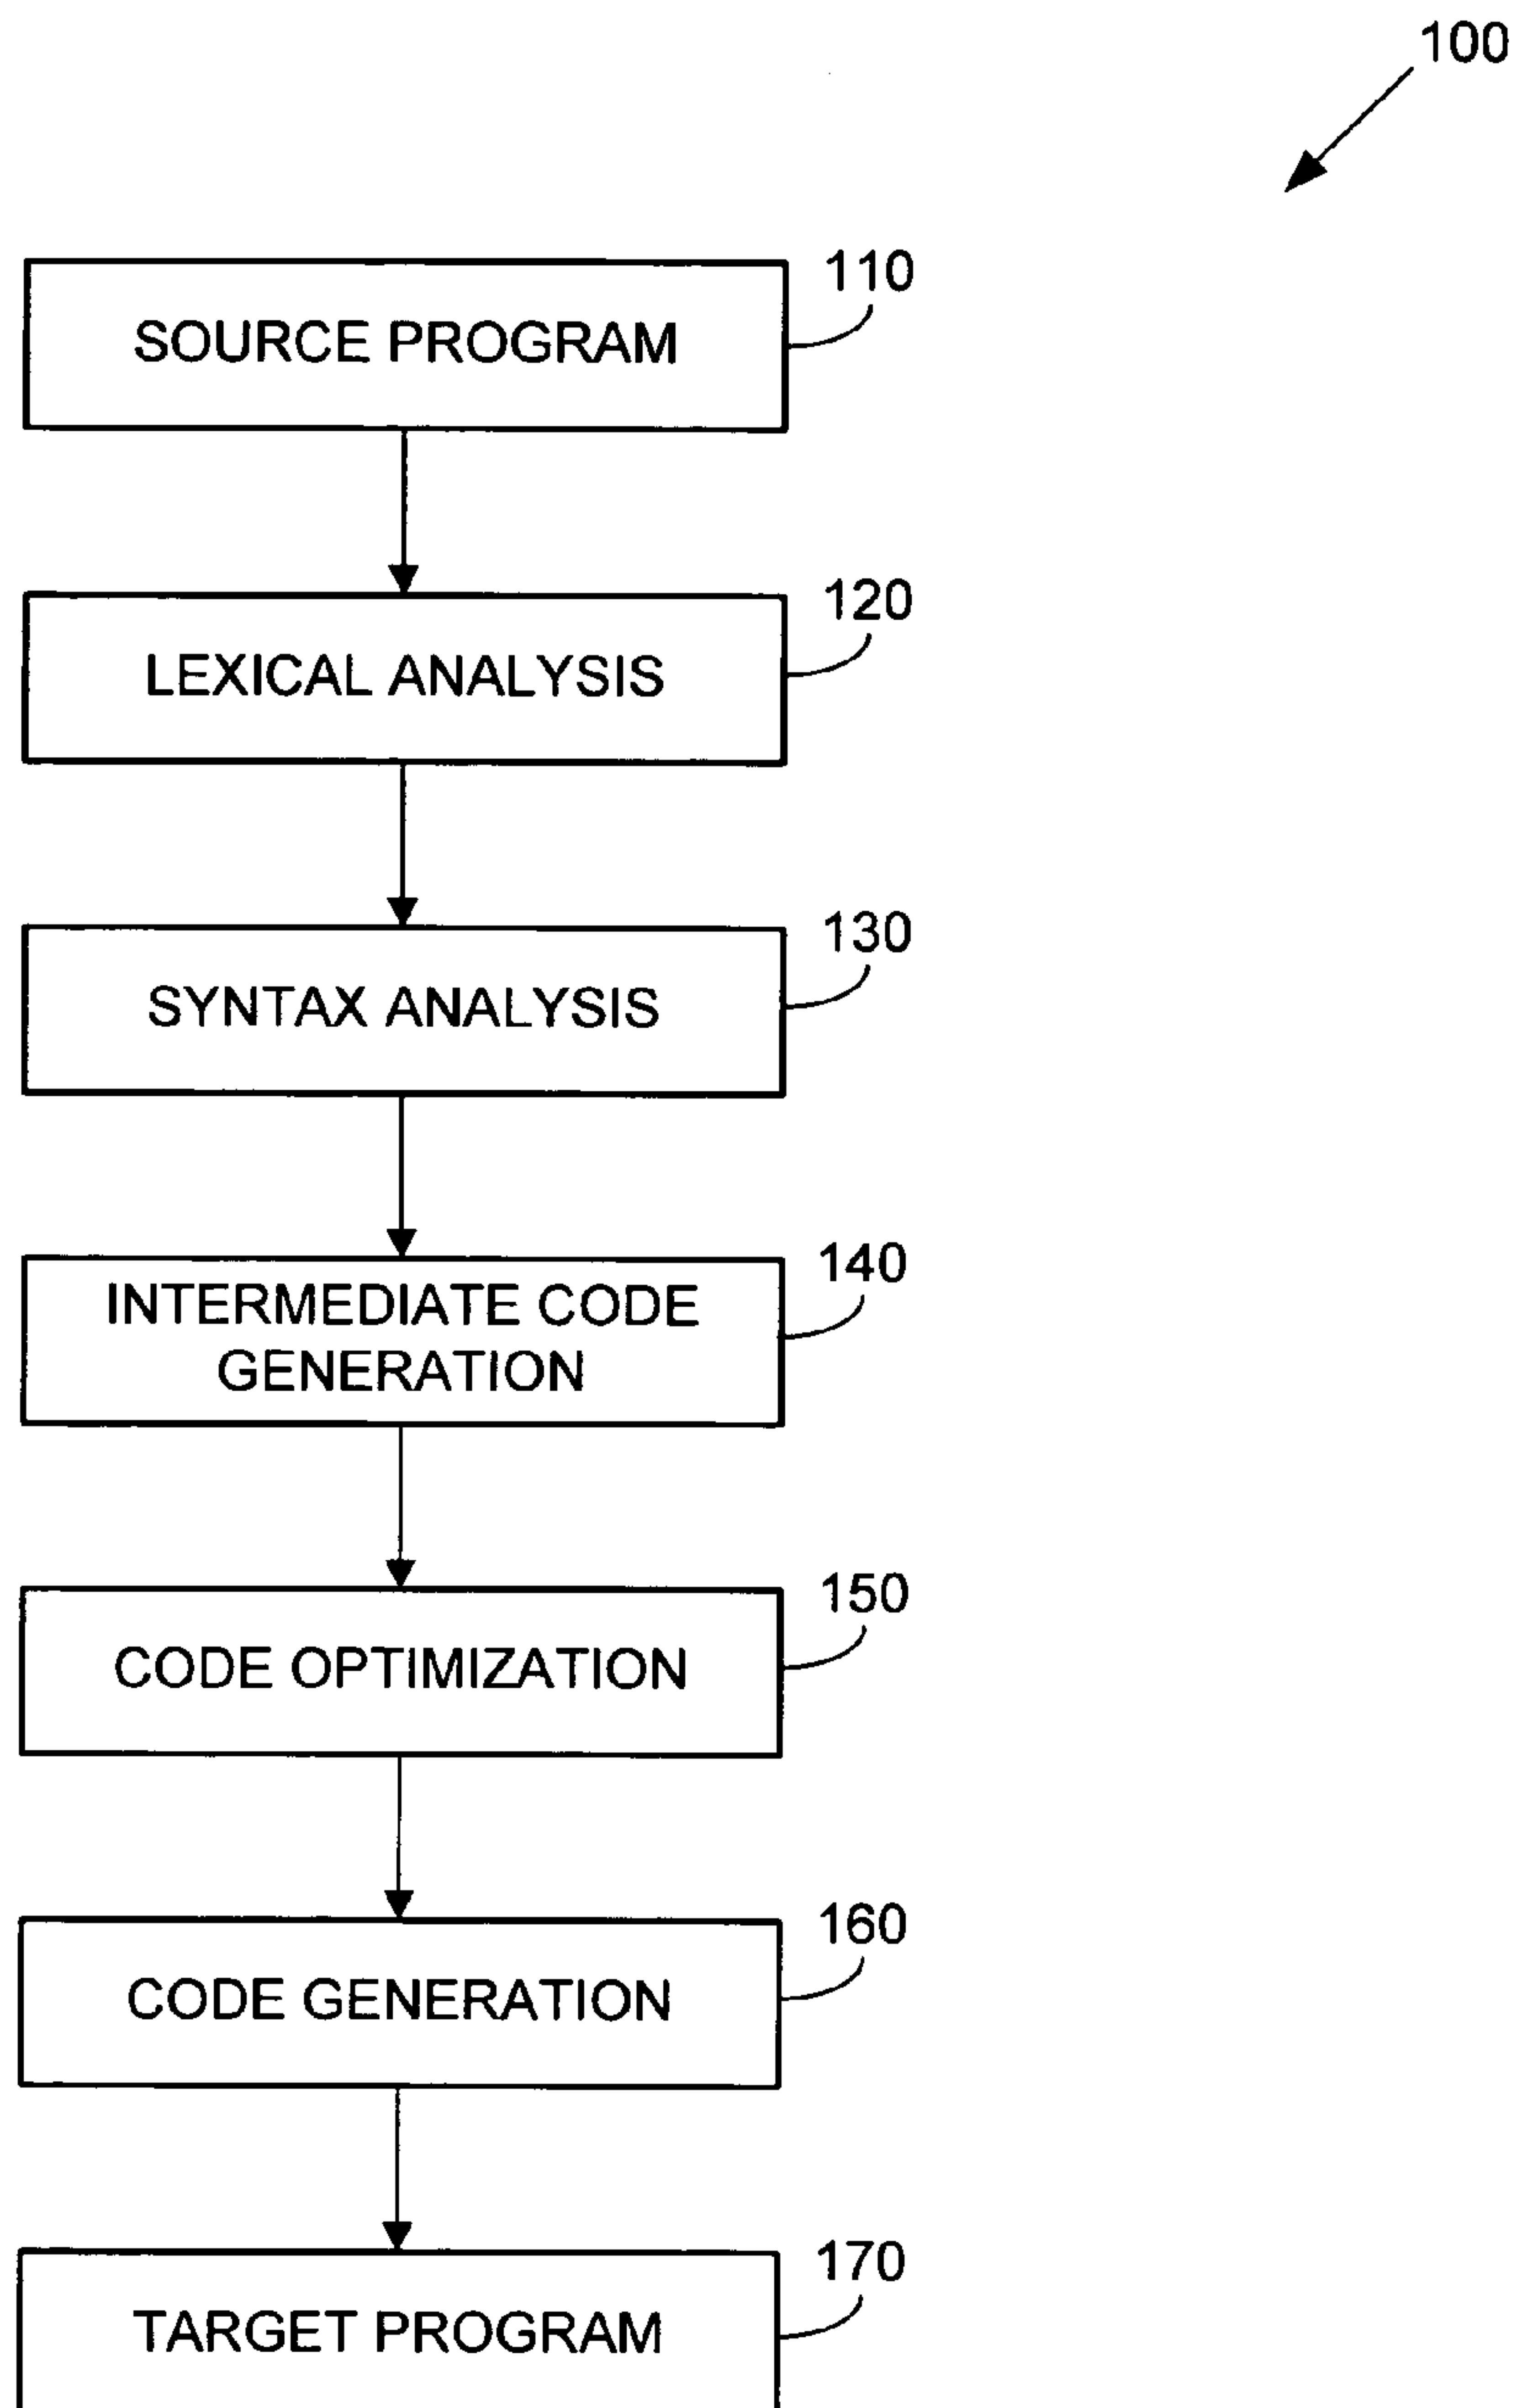 100
110
SOURCE PROGRAM
120
LEXICAL ANALYSIS
130
SYNTAX ANALYSIS
140
INTERMEDIATE CODE
GENERATION
150
CODE OPTIMIZATION
160
CODE GENERATION
170
TARGET PROGRAM